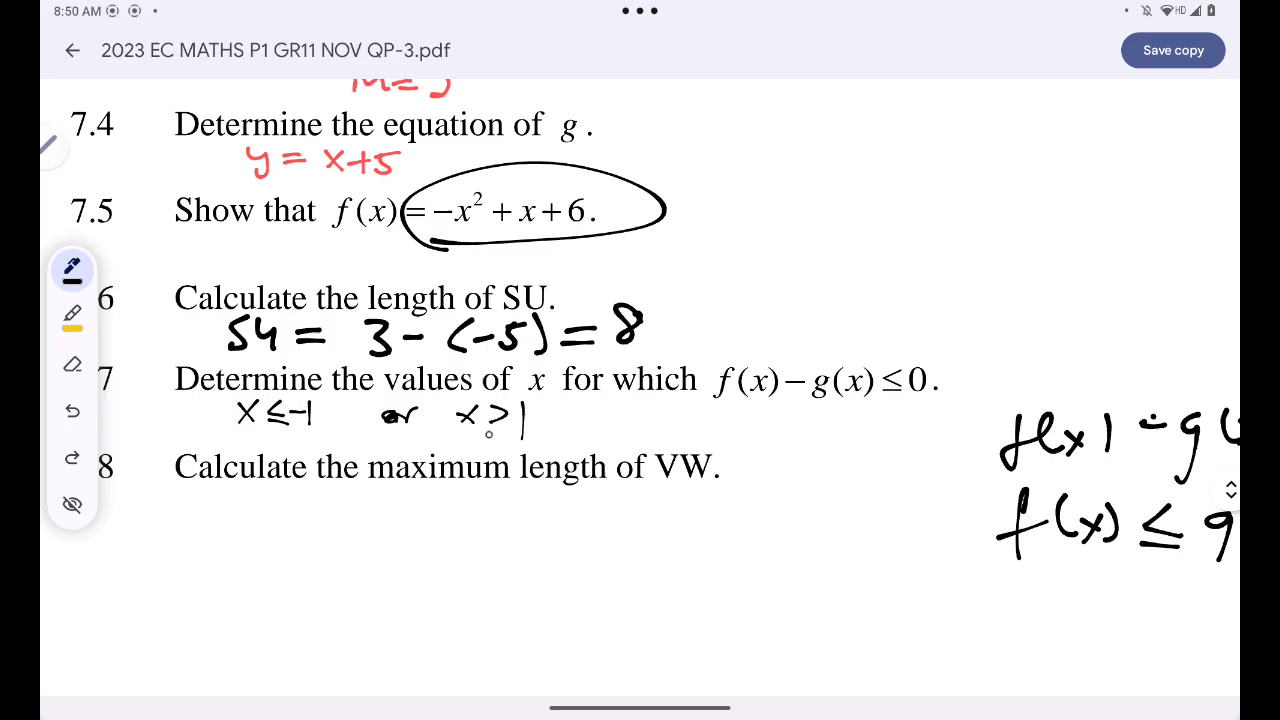 8:50 AM
HD
2023 EC MATHS P1 GR11 NOV QP-3.pdf
Save copy
7.4 Determine the equation of g.
y = x+5
7.5 Show that f(x) = −x² + x + 6.
6 Calculate the length of SU.
SU = 3 - (-5) = 8
7 Determine the values of x for which f(x) − g(x) ≤ 0.
x ≤ -1 or x > 1
f(x) - g(
8 Calculate the maximum length of VW.
f(x) ≤ g